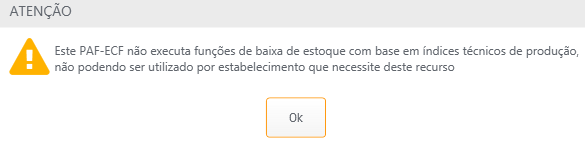 ATENÇÃO
Este PAF-ECF não executa funções de baixa de estoque com base em índices técnicos de produção,
não podendo ser utilizado por estabelecimento que necessite deste recurso
Ok